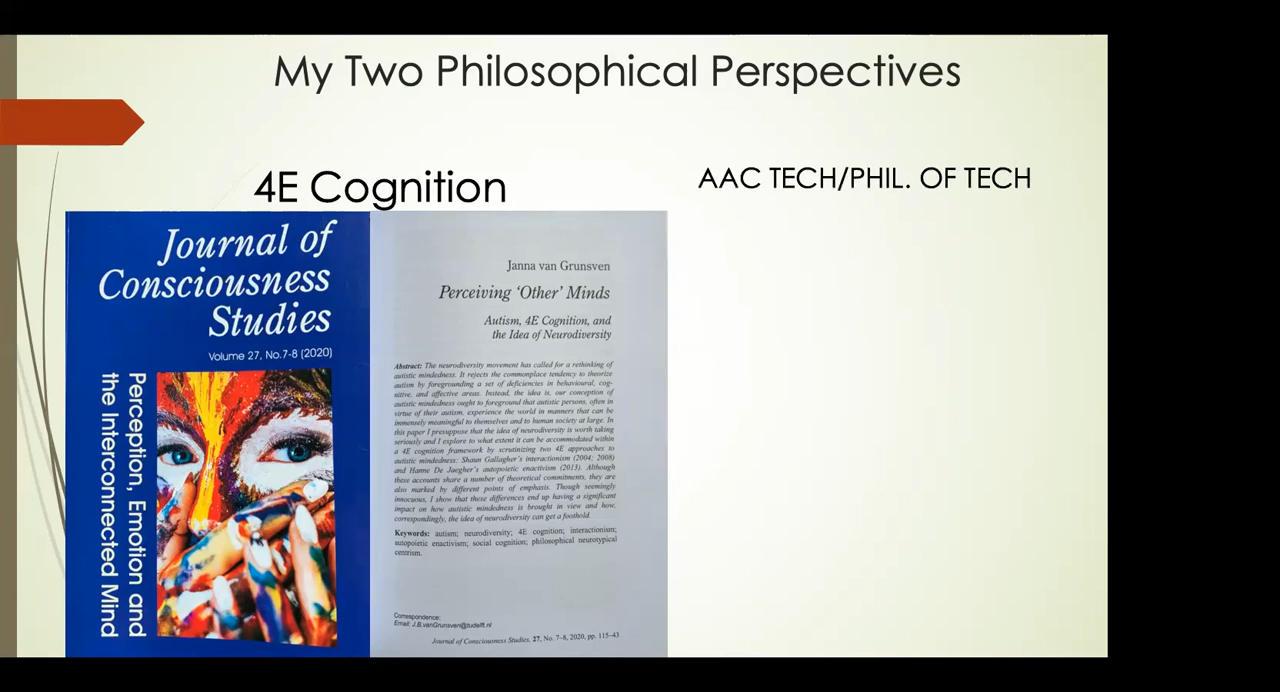 My Two Philosophical Perspectives
4E Cognition
AAC TECH/PHIL. OF TECH
Journal of
Consciousness
Studies
Volume 27, No.7-8 (2020)
Perception, Emotion and
the Interconnected Mind
Janna van Grunsven
Perceiving 'Other' Minds
Autism, 4E Cognition, and
the Idea of Neurodiversity
Abstract: The neurodiversity movement has called for a rethinking of
autistic mindedness. It rejects the commonplace tendency to theorize
autism by foregrounding a set of deficiencies in behavioural, cog-
nitive, and affective areas. Instead, the idea is, our conception of
autistic mindedness ought to foreground that autistic persons, often in
virtue of their autism, experience the world in manners that can be
immensely meaningful to themselves and to human society at large. In
this paper I presuppose that the idea of neurodiversity is worth taking
seriously and I explore to what extent it can be accommodated within
a 4E cognition framework by scrutinizing two 4E approaches to
autistic mindedness: Shaun Gallagher's interactionism (2004; 2008)
and Hanne De Jaegher's autopoietic enactivism (2013). Although
these accounts share a number of theoretical commitments, they are
also marked by different points of emphasis. Though seemingly
innocuous, I show that these differences end up having a significant
impact on how autistic mindedness is brought in view and how,
correspondingly, the idea of neurodiversity can get a foothold.
Keywords: autism; neurodiversity; 4E cognition; interactionism;
autopoietic enactivism; social cognition; philosophical neurotypical
centrism.
Correspondence:
Email: J.B.vanGrunsven@tudelft.nl
Journal of Consciousness Studies, 27, No. 7-8, 2020, pp. 115-43